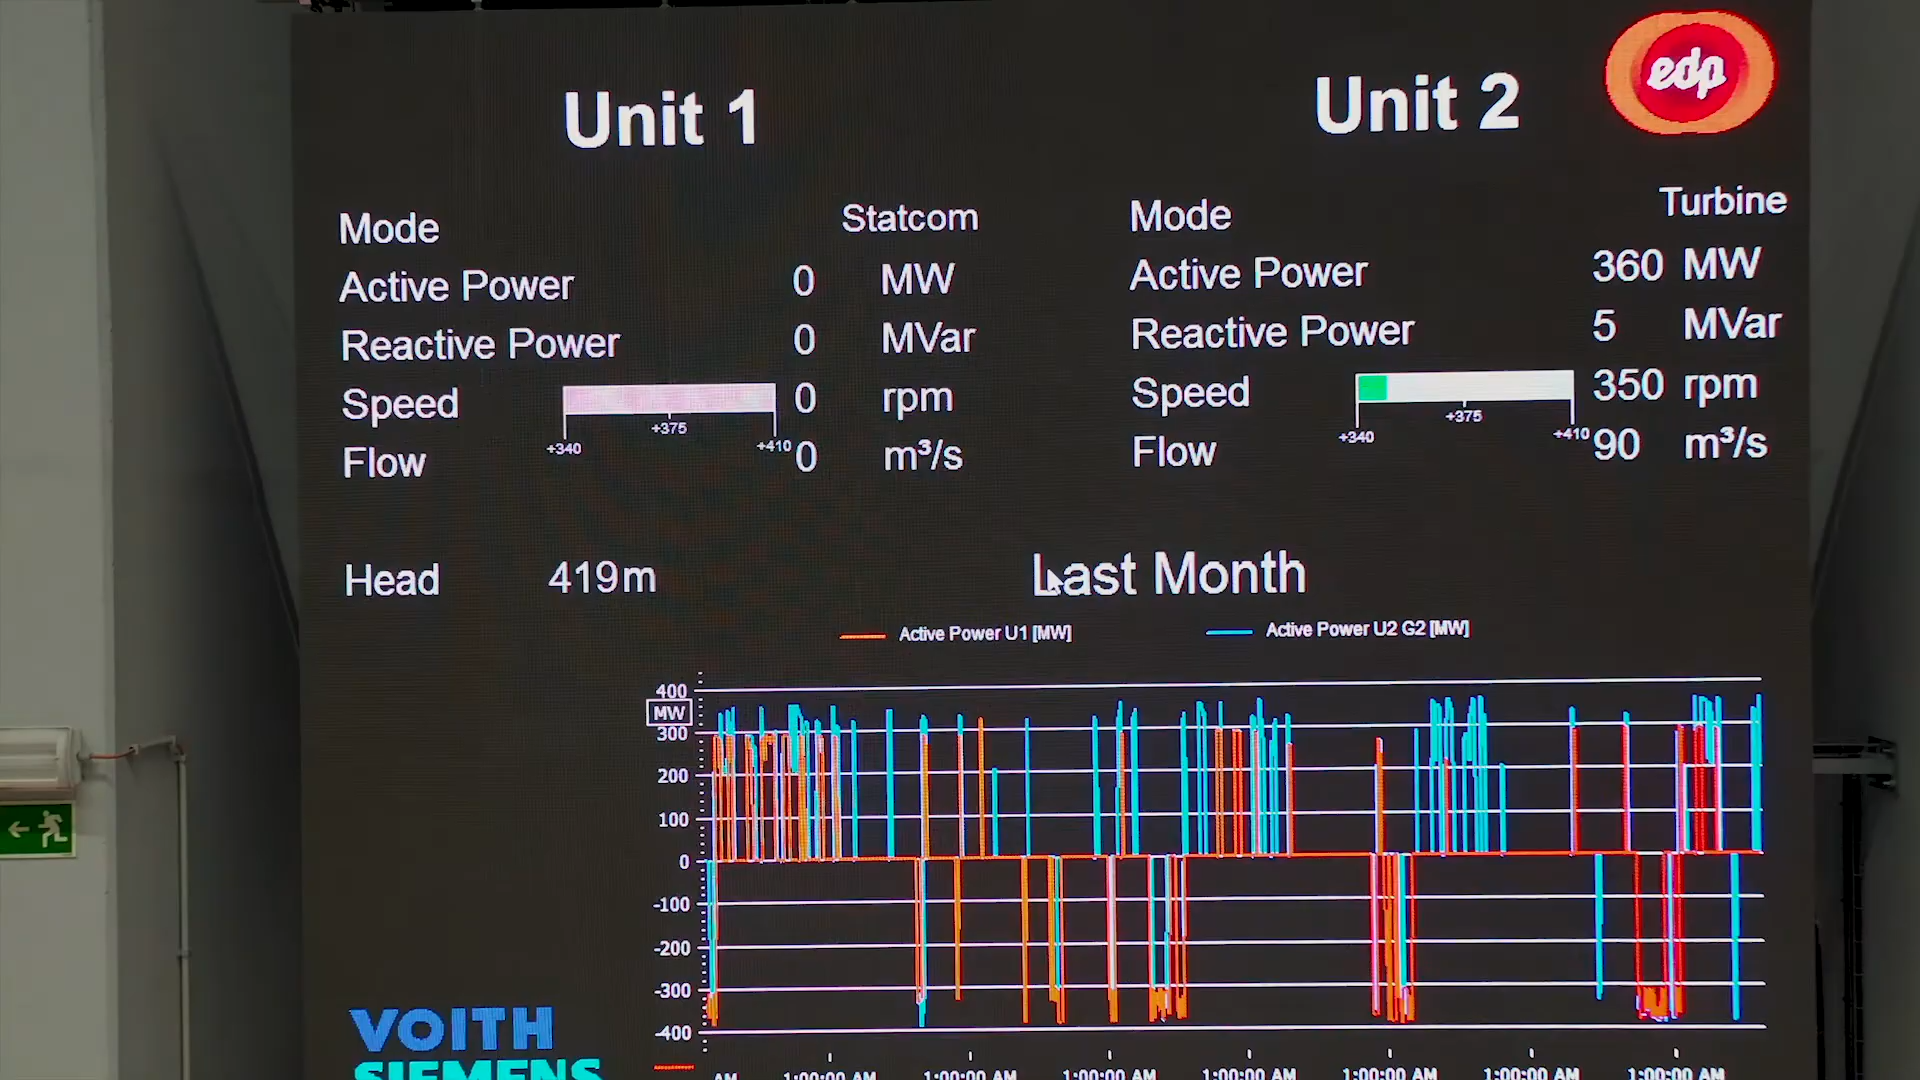 Unit 1
Unit 2
edp
Mode Statcom
Active Power 0 MW
Reactive Power 0 MVar
Speed 0 rpm
+340 +375 +410
Flow 0 m³/s
Mode Turbine
Active Power 360 MW
Reactive Power 5 MVar
Speed 350 rpm
+340 +375 +410
Flow 90 m³/s
Head 419m
Last Month
Active Power U1 [MW] Active Power U2 G2 [MW]
400
MW
300
200
100
0
-100
-200
-300
-400
AM 1:00:00 AM 1:00:00 AM 1:00:00 AM 1:00:00 AM 1:00:00 AM 1:00:00 AM 1:00:00 AM
VOITH
SIEMENS